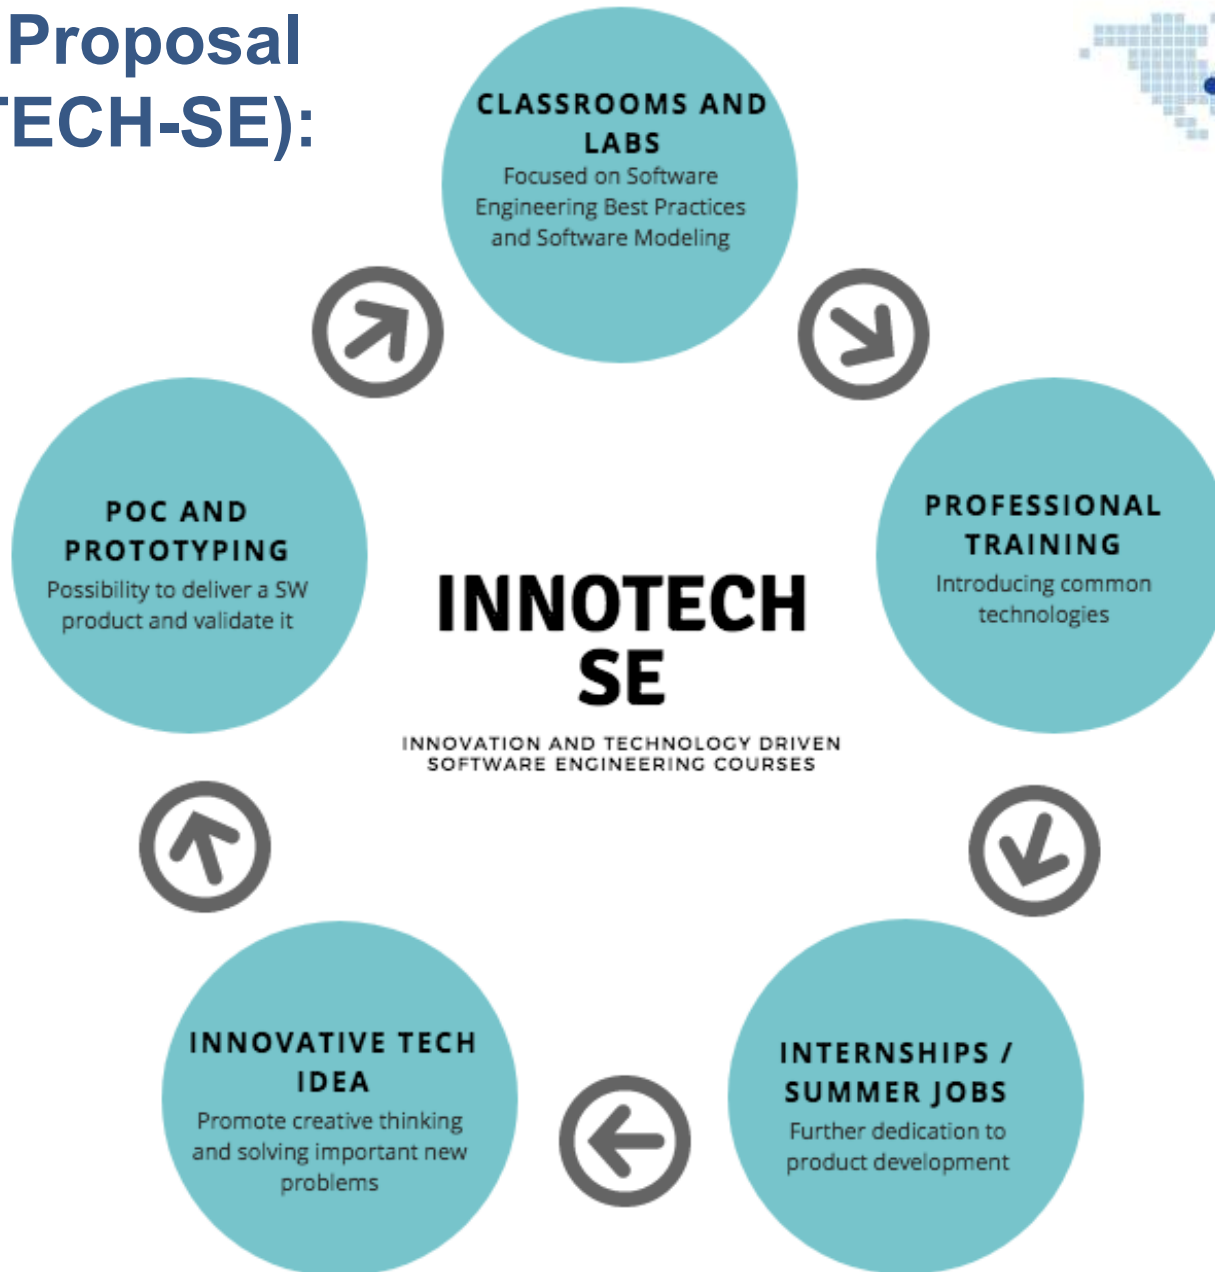 Proposal
TECH-SE):
CLASSROOMS AND
LABS
Focused on Software
Engineering Best Practices
and Software Modeling
PROFESSIONAL
TRAINING
Introducing common
technologies
INTERNSHIPS /
SUMMER JOBS
Further dedication to
product development
INNOVATIVE TECH
IDEA
Promote creative thinking
and solving important new
problems
POC AND
PROTOTYPING
Possibility to deliver a SW
product and validate it
INNOTECH
SE
INNOVATION AND TECHNOLOGY DRIVEN
SOFTWARE ENGINEERING COURSES